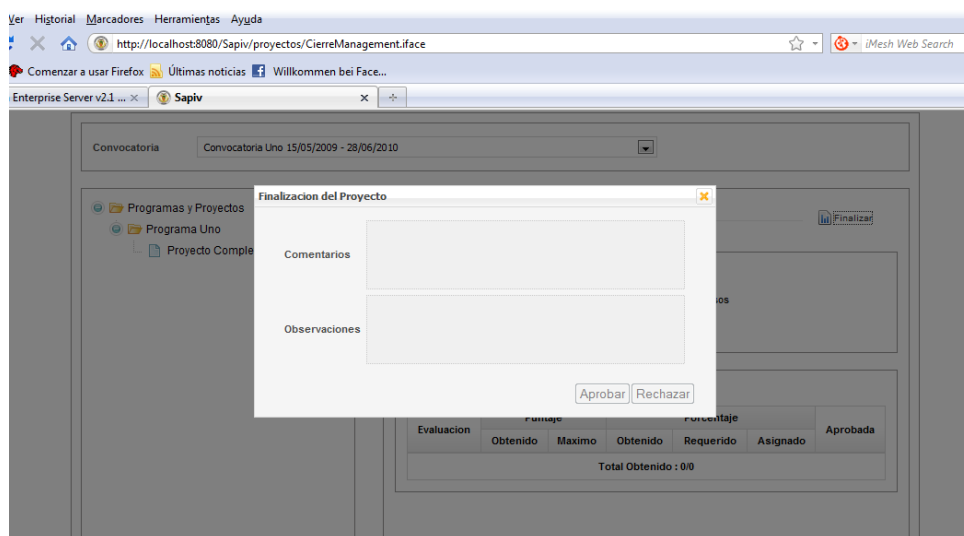 Ver Historial Marcadores Herramientas Ayuda
http://localhost:8080/Sapiv/proyectos/CierreManagement.iface
iMesh Web Search
Comenzar a usar Firefox Últimas noticias Willkommen bei Face...
Enterprise Server v2.1 ... Sapiv
Convocatoria Convocatoria Uno 15/05/2009 - 28/06/2010
Finalizacion del Proyecto
Programas y Proyectos
Finalizar
Programa Uno
Proyecto Comple
Comentarios
Observaciones
Aprobar Rechazar
Puntaje Porcentaje
Evaluacion Aprobada
Obtenido Maximo Obtenido Requerido Asignado
Total Obtenido : 0/0